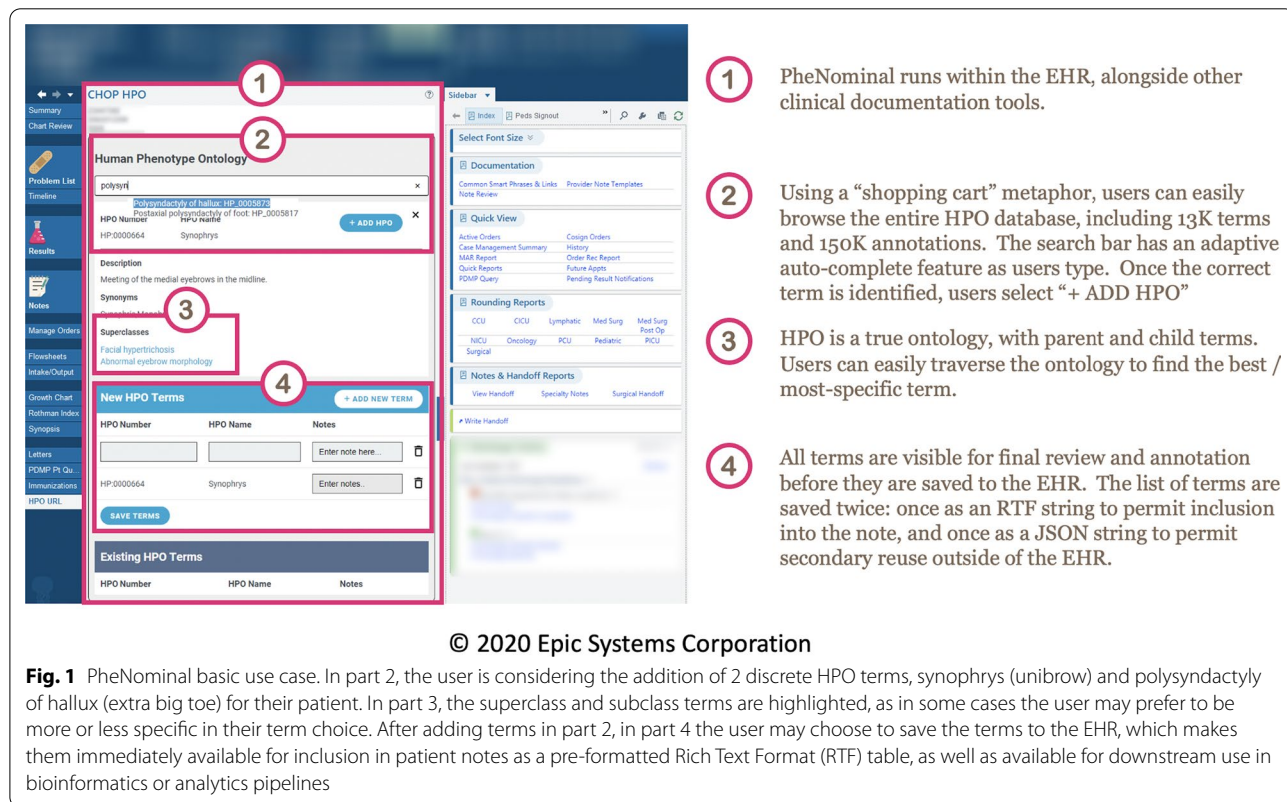 Summary
Chart Review
Problem List
Timeline
Results
Notes
Manage Orders
Flowsheets
Intake/Output
Growth Chart
Rothman Index
Synopsis
Letters
PDMP Pt Qu...
Immunizations
HPO URL
CHOP HPO
1
2
Human Phenotype Ontology
polysyn
×
Polysyndactyly of hallux: HP_0005873
Postaxial polysyndactyly of foot: HP_0005817
HPO Number HPO Name
+ ADD HPO
×
HP:0000664 Synophrys
Description
Meeting of the medial eyebrows in the midline.
Synonyms
3
Superclasses
Facial hypertrichosis
Abnormal eyebrow morphology
4
New HPO Terms
+ ADD NEW TERM
HPO Number HPO Name Notes
Enter note here...
HP:0000664 Synophrys Enter notes..
SAVE TERMS
Existing HPO Terms
HPO Number HPO Name Notes
Sidebar
Index Peds Signout »
Select Font Size
Documentation
Common Smart Phrases & Links Provider Note Templates
Note Review
Quick View
Active Orders Cosign Orders
Case Management Summary History
MAR Report Order Rec Report
Quick Reports Future Appts
PDMP Query Pending Result Notifications
Rounding Reports
CCU CICU Lymphatic Med Surg Med Surg
Post Op
NICU Oncology PCU Pediatric PICU
Surgical
Notes & Handoff Reports
View Handoff Specialty Notes Surgical Handoff
Write Handoff
1 PheNominal runs within the EHR, alongside other
clinical documentation tools.
2 Using a “shopping cart” metaphor, users can easily
browse the entire HPO database, including 13K terms
and 150K annotations. The search bar has an adaptive
auto-complete feature as users type. Once the correct
term is identified, users select “+ ADD HPO”
3 HPO is a true ontology, with parent and child terms.
Users can easily traverse the ontology to find the best /
most-specific term.
4 All terms are visible for final review and annotation
before they are saved to the EHR. The list of terms are
saved twice: once as an RTF string to permit inclusion
into the note, and once as a JSON string to permit
secondary reuse outside of the EHR.
© 2020 Epic Systems Corporation
Fig. 1 PheNominal basic use case. In part 2, the user is considering the addition of 2 discrete HPO terms, synophrys (unibrow) and polysyndactyly
of hallux (extra big toe) for their patient. In part 3, the superclass and subclass terms are highlighted, as in some cases the user may prefer to be
more or less specific in their term choice. After adding terms in part 2, in part 4 the user may choose to save the terms to the EHR, which makes
them immediately available for inclusion in patient notes as a pre-formatted Rich Text Format (RTF) table, as well as available for downstream use in
bioinformatics or analytics pipelines